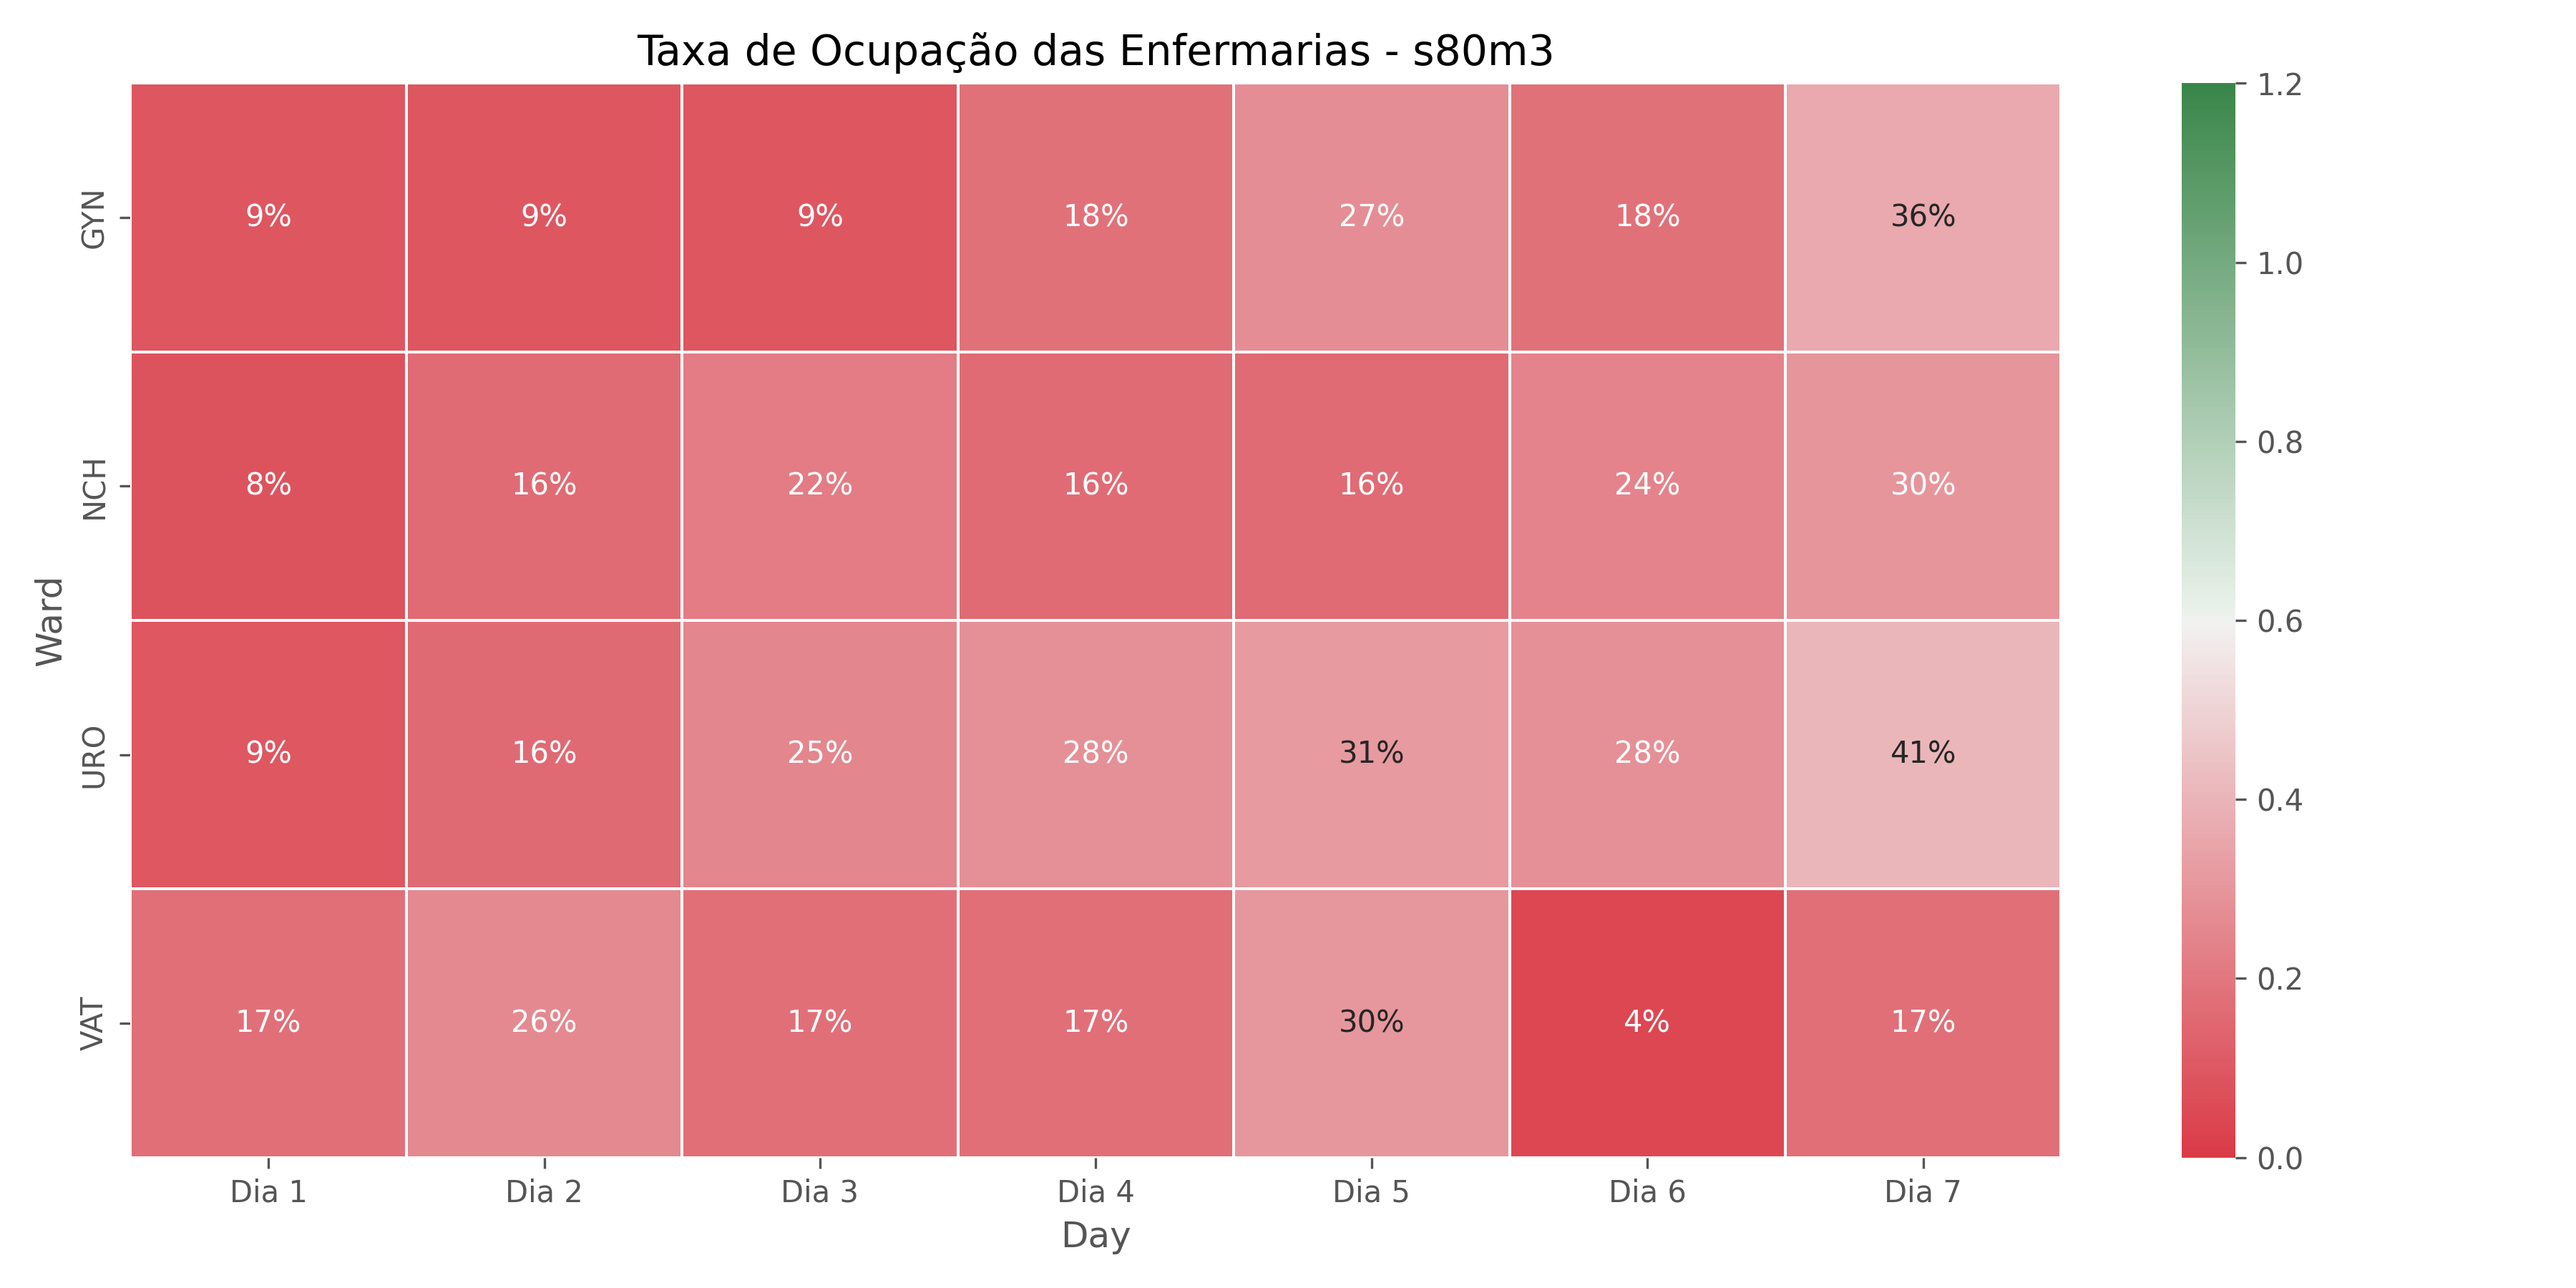 Taxa de Ocupação das Enfermarias - s80m3
Ward
GYN 9% 9% 9% 18% 27% 18% 36%
NCH 8% 16% 22% 16% 16% 24% 30%
URO 9% 16% 25% 28% 31% 28% 41%
VAT 17% 26% 17% 17% 30% 4% 17%
Dia 1 Dia 2 Dia 3 Dia 4 Dia 5 Dia 6 Dia 7
Day
1.2
1.0
0.8
0.6
0.4
0.2
0.0